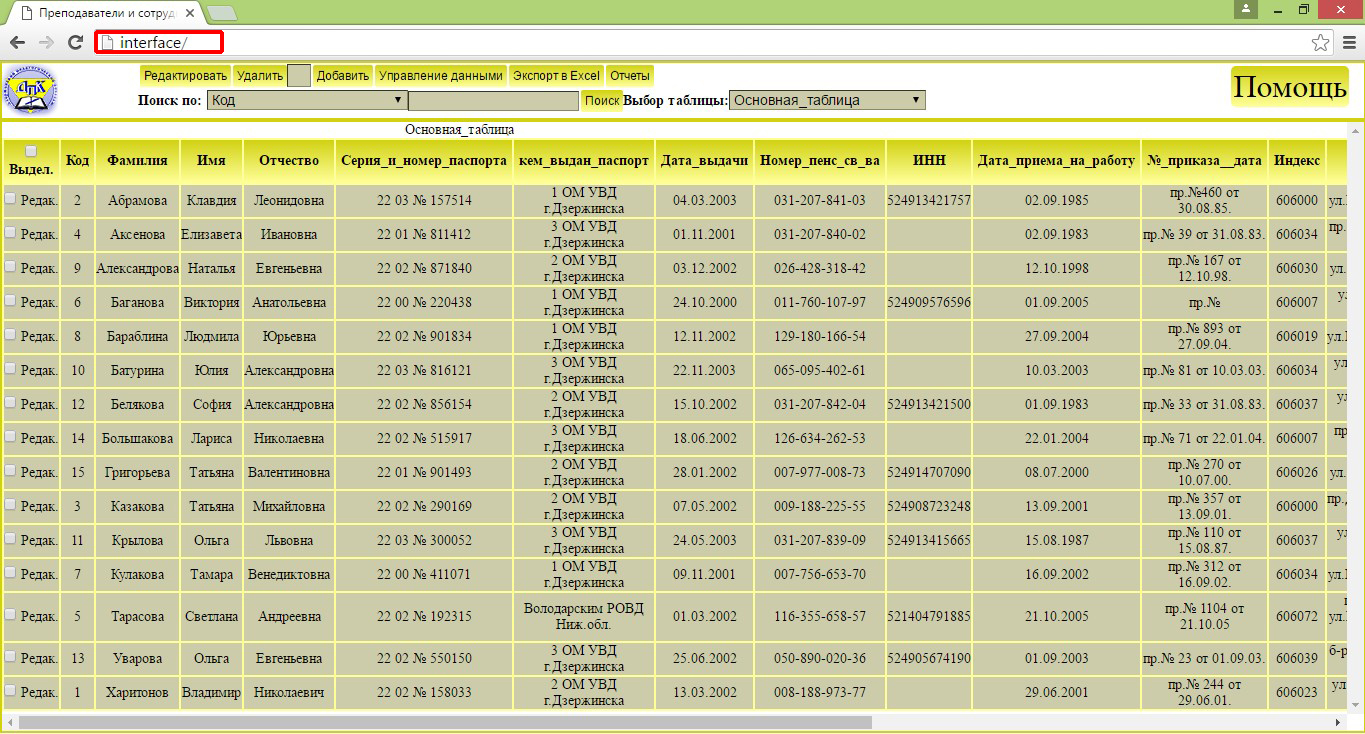 Преподаватели и сотруд
interface/
АПК
Редактировать Удалить Добавить Управление данными Экспорт в Excel Отчеты
Помощь
Поиск по: Код Поиск Выбор таблицы: Основная_таблица
Основная_таблица
Выдел. Код Фамилия Имя Отчество Серия_и_номер_паспорта кем_выдан_паспорт Дата_выдачи Номер_пенс_св_ва ИНН Дата_приема_на_работу №_приказа__дата Индекс
Редак. 2 Абрамова Клавдия Леонидовна 22 03 № 157514 1 ОМ УВД г.Дзержинска 04.03.2003 031-207-841-03 524913421757 02.09.1985 пр.№460 от 30.08.85. 606000 ул.
Редак. 4 Аксенова Елизавета Ивановна 22 01 № 811412 3 ОМ УВД г.Дзержинска 01.11.2001 031-207-840-02 02.09.1983 пр.№ 39 от 31.08.83. 606034 пр.
Редак. 9 Александрова Наталья Евгеньевна 22 02 № 871840 2 ОМ УВД г.Дзержинска 03.12.2002 026-428-318-42 12.10.1998 пр.№ 167 от 12.10.98. 606030 ул.
Редак. 6 Баганова Виктория Анатольевна 22 00 № 220438 1 ОМ УВД г.Дзержинска 24.10.2000 011-760-107-97 524909576596 01.09.2005 пр.№ 606007 у
Редак. 8 Бараблина Людмила Юрьевна 22 02 № 901834 1 ОМ УВД г.Дзержинска 12.11.2002 129-180-166-54 27.09.2004 пр.№ 893 от 27.09.04. 606019 ул.
Редак. 10 Батурина Юлия Александровна 22 03 № 816121 3 ОМ УВД г.Дзержинска 22.11.2003 065-095-402-61 10.03.2003 пр.№ 81 от 10.03.03. 606034 ул
Редак. 12 Белякова София Александровна 22 02 № 856154 2 ОМ УВД г.Дзержинска 15.10.2002 031-207-842-04 524913421500 01.09.1983 пр.№ 33 от 31.08.83. 606037 ул
Редак. 14 Большакова Лариса Николаевна 22 02 № 515917 3 ОМ УВД г.Дзержинска 18.06.2002 126-634-262-53 22.01.2004 пр.№ 71 от 22.01.04. 606007 пр
Редак. 15 Григорьева Татьяна Валентиновна 22 01 № 901493 2 ОМ УВД г.Дзержинска 28.01.2002 007-977-008-73 524914707090 08.07.2000 пр.№ 270 от 10.07.00. 606026 ул.
Редак. 3 Казакова Татьяна Михайловна 22 02 № 290169 2 ОМ УВД г.Дзержинска 07.05.2002 009-188-225-55 524908723248 13.09.2001 пр.№ 357 от 13.09.01. 606000 пр.
Редак. 11 Крылова Ольга Львовна 22 03 № 300052 3 ОМ УВД г.Дзержинска 24.05.2003 031-207-839-09 524913415665 15.08.1987 пр.№ 110 от 15.08.87. 606037 ул
Редак. 7 Кулакова Тамара Венедиктовна 22 00 № 411071 1 ОМ УВД г.Дзержинска 09.11.2001 007-756-653-70 16.09.2002 пр.№ 312 от 16.09.02. 606034 ул.
Редак. 5 Тарасова Светлана Андреевна 22 02 № 192315 Володарским РОВД Ниж.обл. 01.03.2002 116-355-658-57 521404791885 21.10.2005 пр.№ 1104 от 21.10.05 606072 ул.
Редак. 13 Уварова Ольга Евгеньевна 22 02 № 550150 3 ОМ УВД г.Дзержинска 25.06.2002 050-890-020-36 524905674190 01.09.2003 пр.№ 23 от 01.09.03. 606039 б-р
Редак. 1 Харитонов Владимир Николаевич 22 02 № 158033 2 ОМ УВД г.Дзержинска 13.03.2002 008-188-973-77 29.06.2001 пр.№ 244 от 29.06.01. 606023 ул